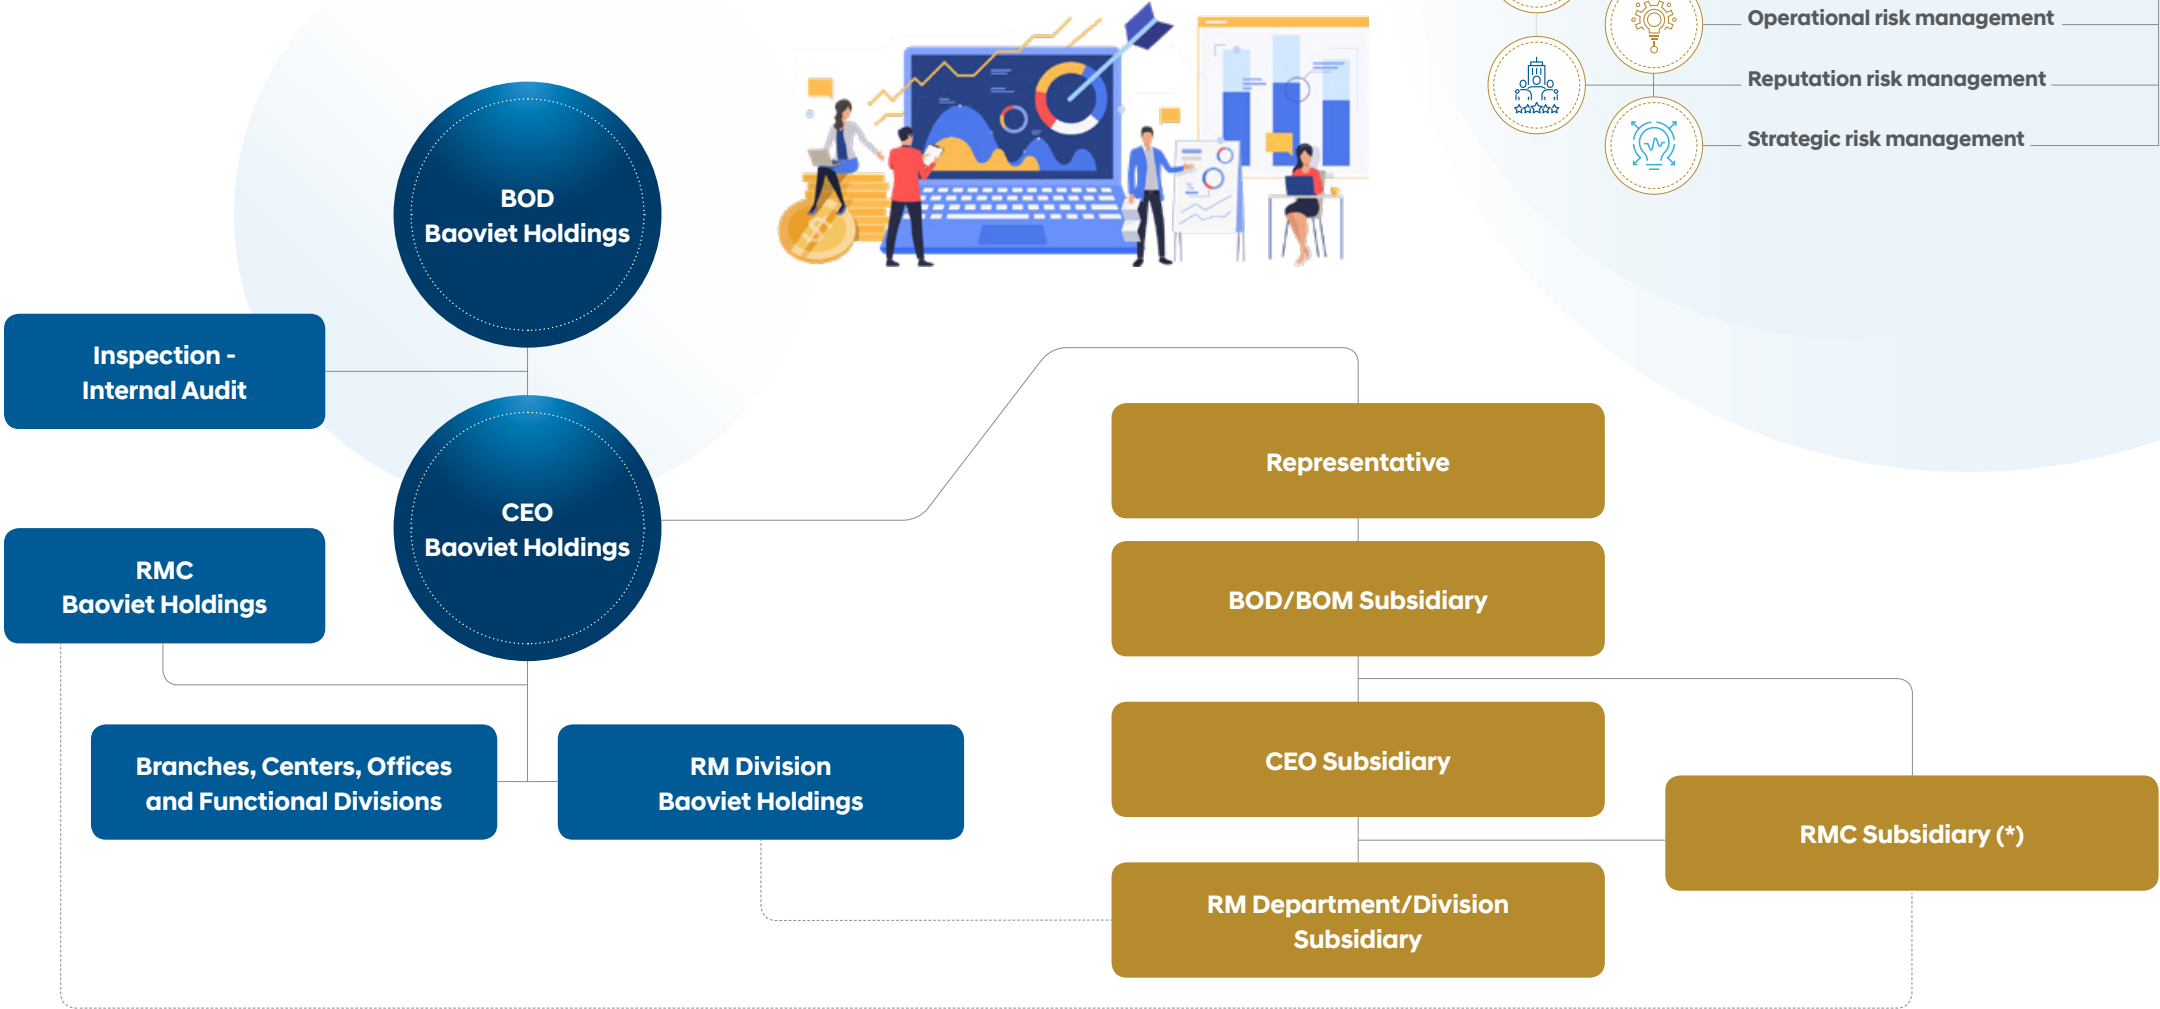 Operational risk management
Reputation risk management
Strategic risk management
BOD
Baoviet Holdings
Inspection -
Internal Audit
CEO
Baoviet Holdings
RMC
Baoviet Holdings
Branches, Centers, Offices
and Functional Divisions
RM Division
Baoviet Holdings
Representative
BOD/BOM Subsidiary
CEO Subsidiary
RMC Subsidiary (*)
RM Department/Division
Subsidiary